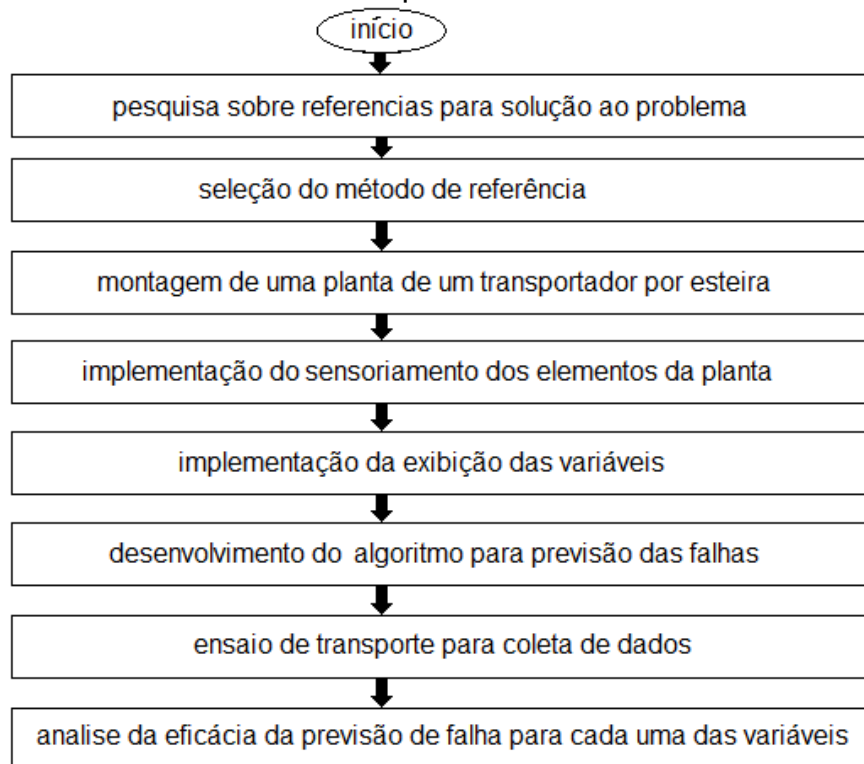 início
pesquisa sobre referencias para solução ao problema
seleção do método de referência
montagem de uma planta de um transportador por esteira
implementação do sensoriamento dos elementos da planta
implementação da exibição das variáveis
desenvolvimento do algoritmo para previsão das falhas
ensaio de transporte para coleta de dados
analise da eficácia da previsão de falha para cada uma das variáveis